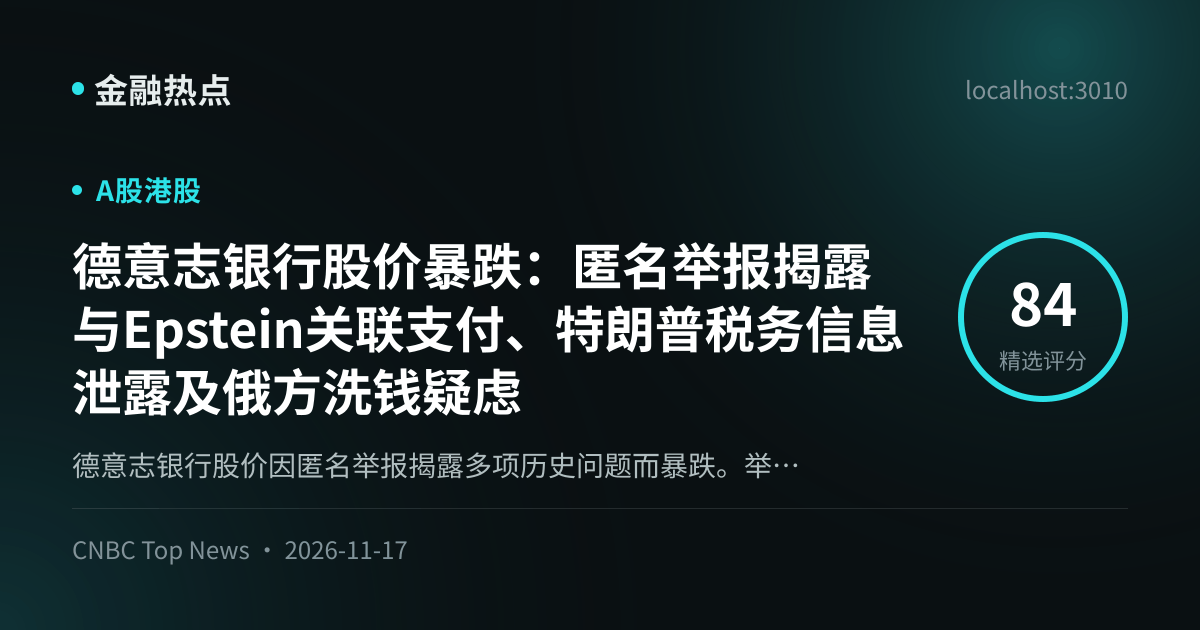 金融热点
localhost:3010
A股港股
德意志银行股价暴跌：匿名举报揭露
与Epstein关联支付、特朗普税务信息
泄露及俄方洗钱疑虑
84
精选评分
德意志银行股价因匿名举报揭露多项历史问题而暴跌。举…
CNBC Top News · 2026-11-17